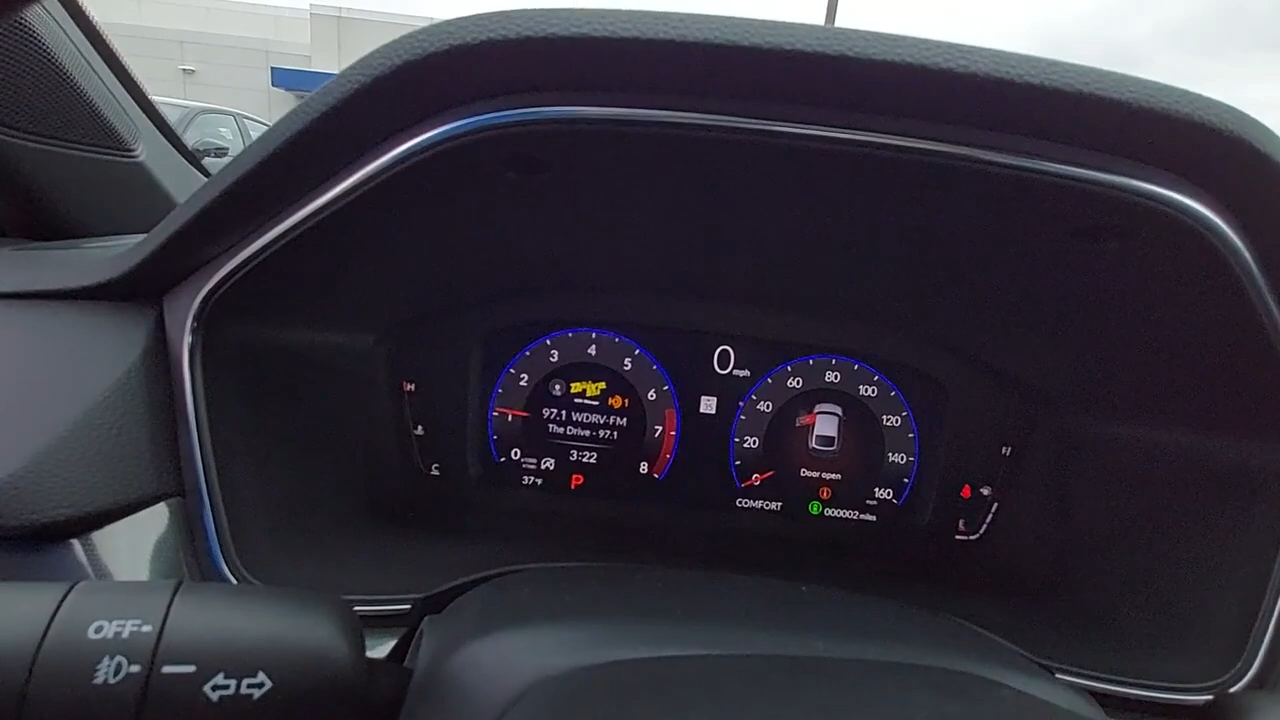 H
C
1
2
3
4
5
6
7
8
0
DRIVE
1
97.1 WDRV-FM
The Drive - 97.1
3:22
37°F
P
0 mph
35
0
20
40
60
80
100
120
140
160
mph
Door open
COMFORT
000002 miles
F
E
OFF